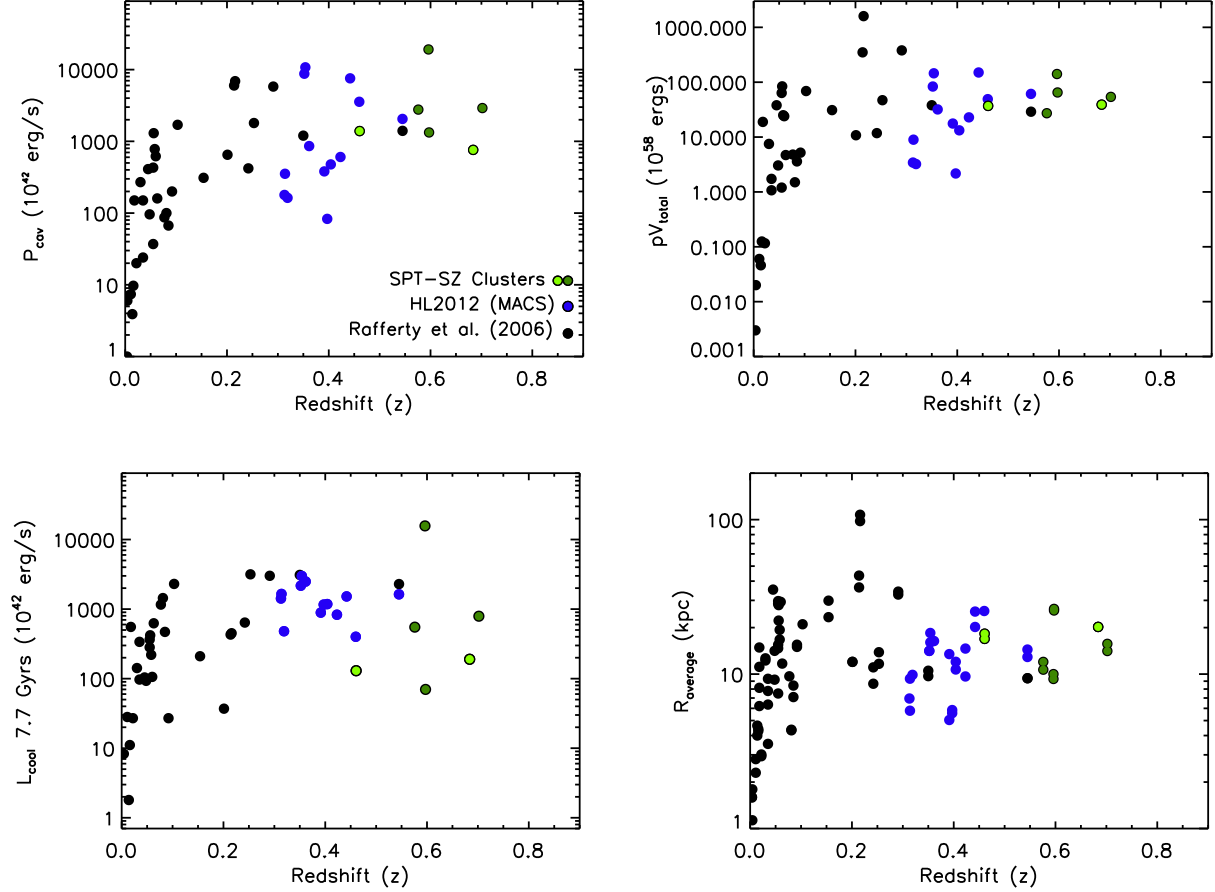 10000
1000
100
10
1
P_cav (10^42 erg/s)
SPT−SZ Clusters
HL2012 (MACS)
Rafferty et al. (2006)
0.0 0.2 0.4 0.6 0.8
Redshift (z)
1000.000
100.000
10.000
1.000
0.100
0.010
0.001
pV_total (10^58 ergs)
0.0 0.2 0.4 0.6 0.8
Redshift (z)
10000
1000
100
10
1
L_cool 7.7 Gyrs (10^42 erg/s)
0.0 0.2 0.4 0.6 0.8
Redshift (z)
100
10
1
R_average (kpc)
0.0 0.2 0.4 0.6 0.8
Redshift (z)